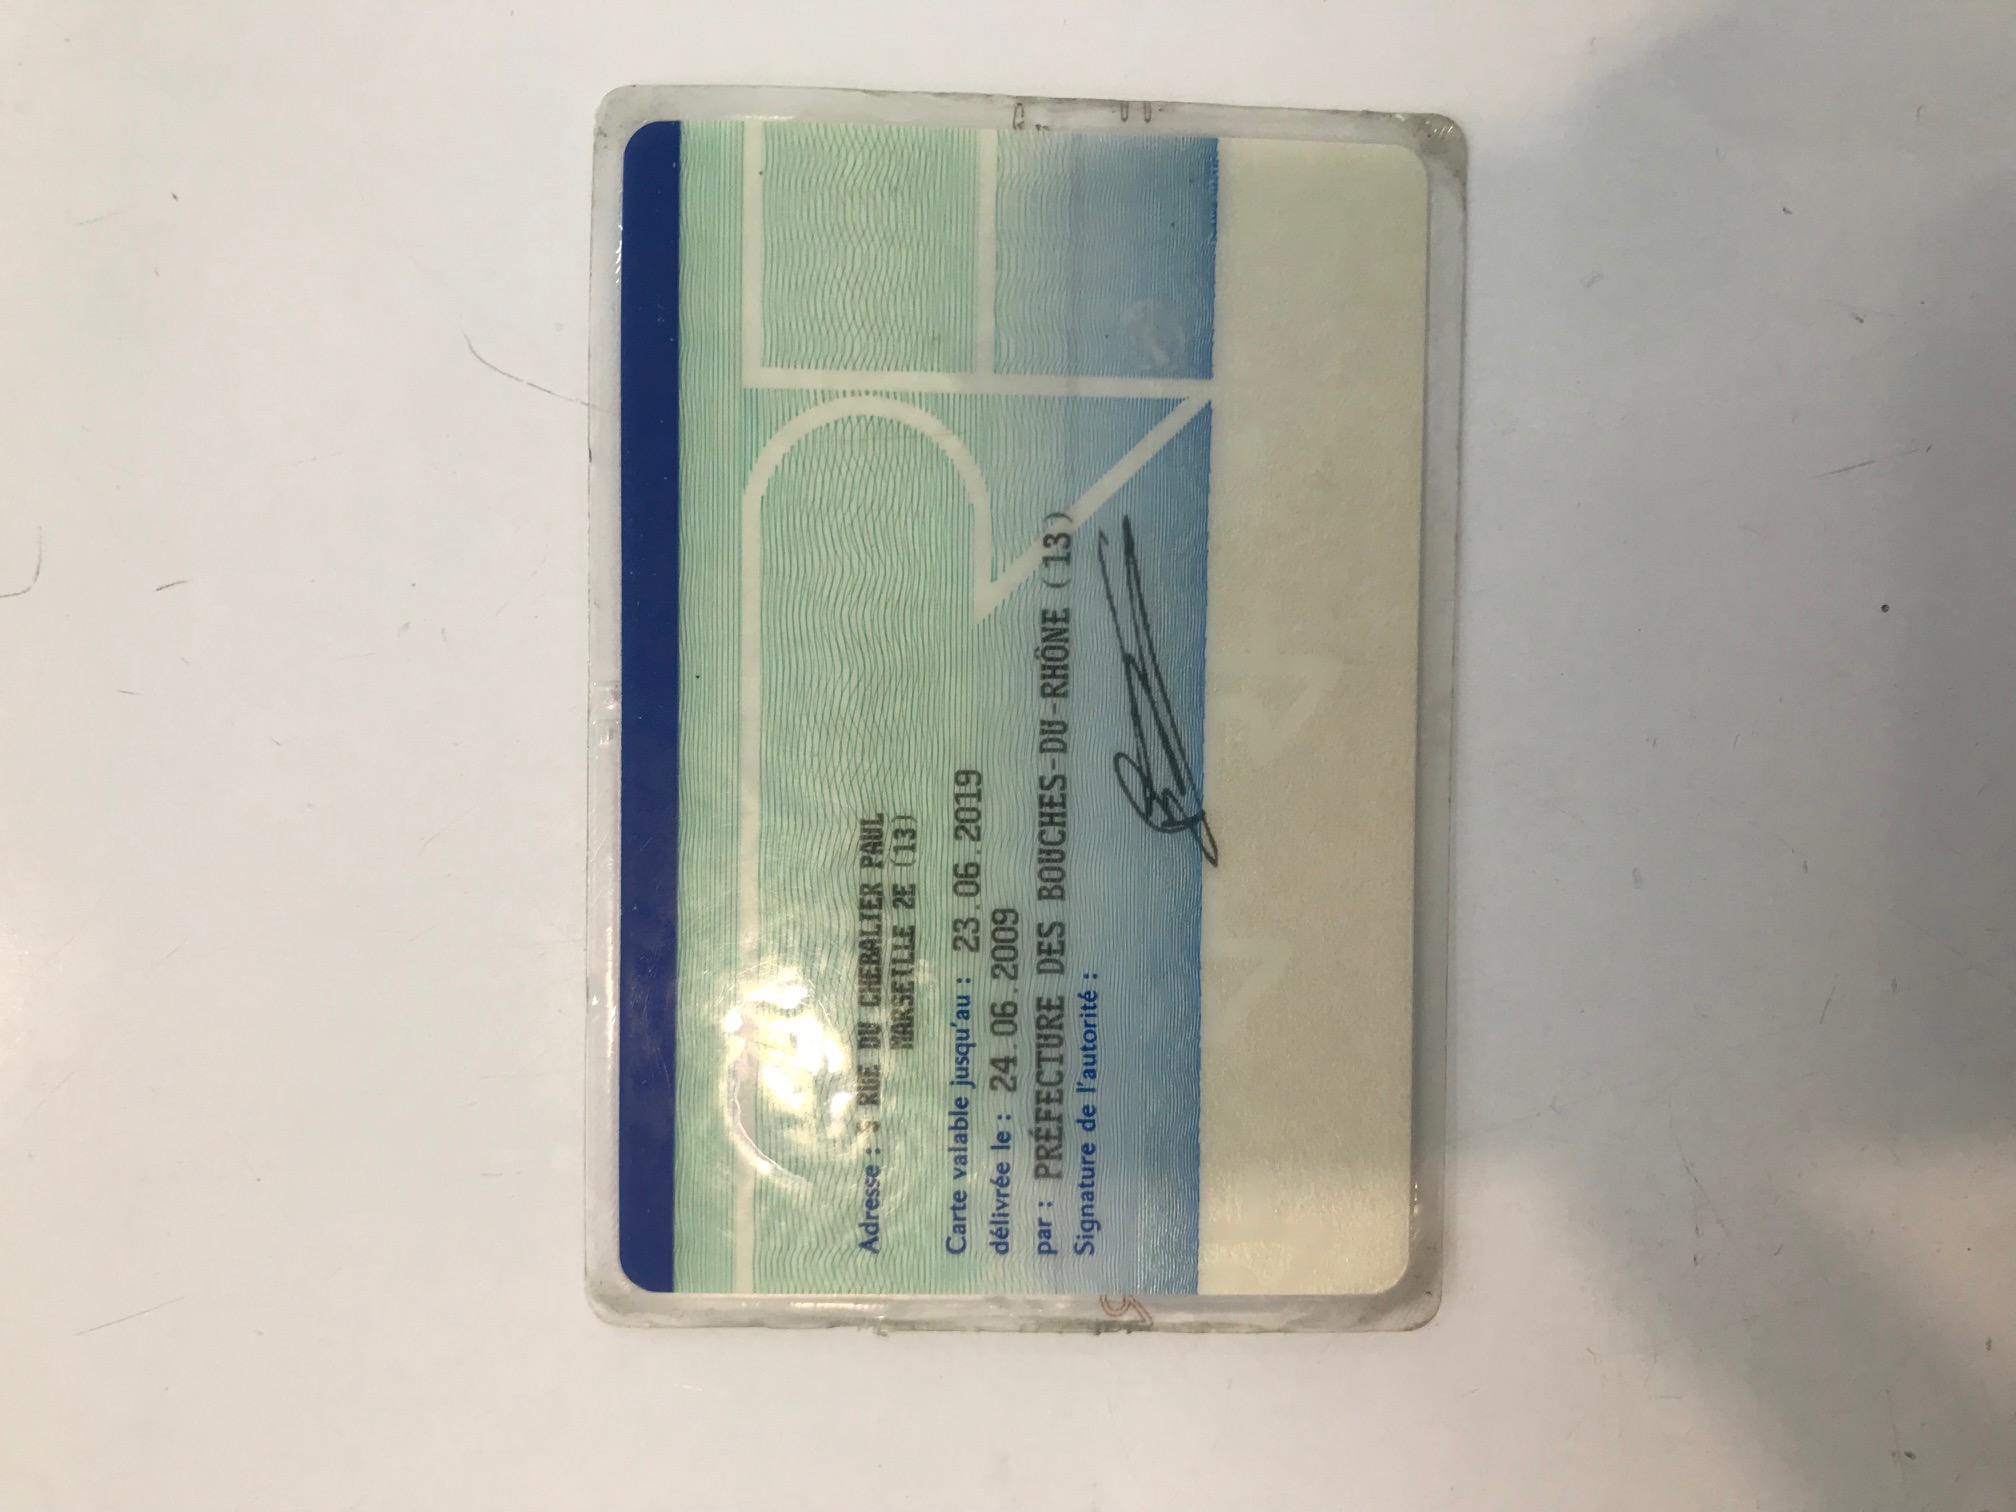 Adresse : 5 RUE DU CHEBALIER PAUL
MARSEILLE 2E (13)
Carte valable jusqu'au : 23.06.2019
délivrée le : 24.06.2009
par : PRÉFECTURE DES BOUCHES-DU-RHÔNE (13)
Signature de l'autorité :